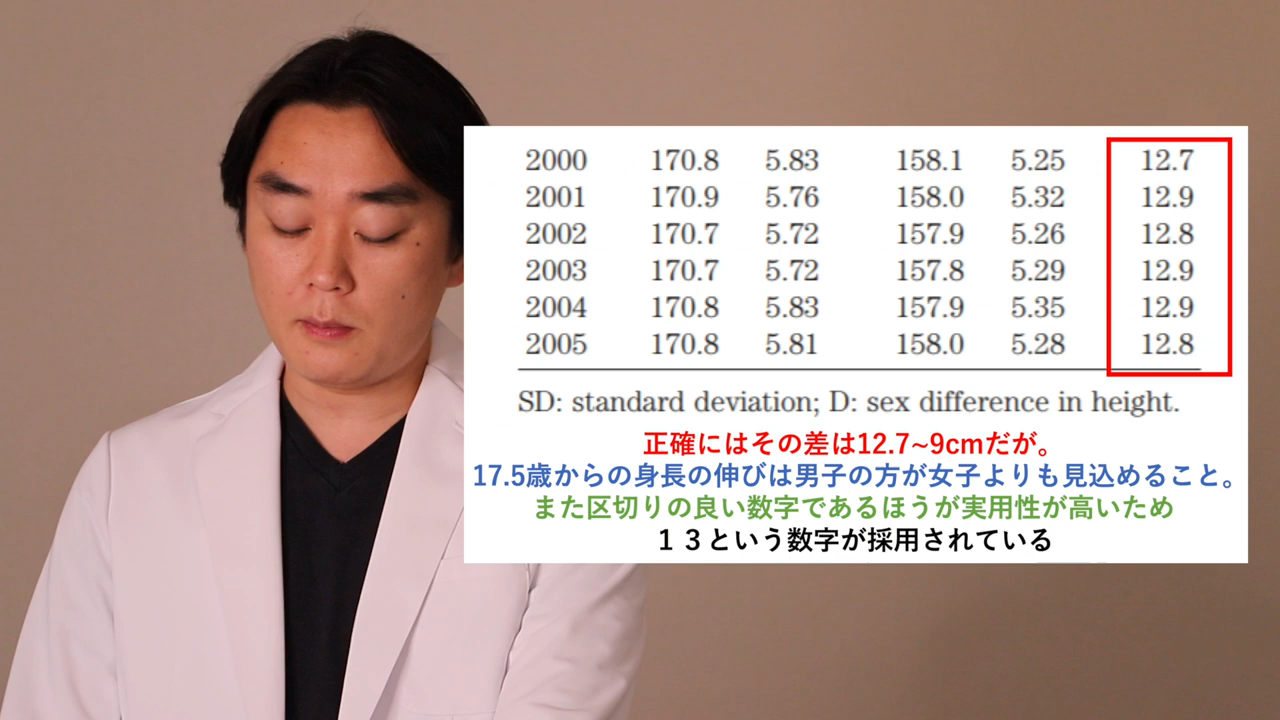 2000 170.8 5.83 158.1 5.25 12.7
2001 170.9 5.76 158.0 5.32 12.9
2002 170.7 5.72 157.9 5.26 12.8
2003 170.7 5.72 157.8 5.29 12.9
2004 170.8 5.83 157.9 5.35 12.9
2005 170.8 5.81 158.0 5.28 12.8
SD: standard deviation; D: sex difference in height.
正確にはその差は12.7~9cmだが。
17.5歳からの身長の伸びは男子の方が女子よりも見込めること。
また区切りの良い数字であるほうが実用性が高いため
１３という数字が採用されている